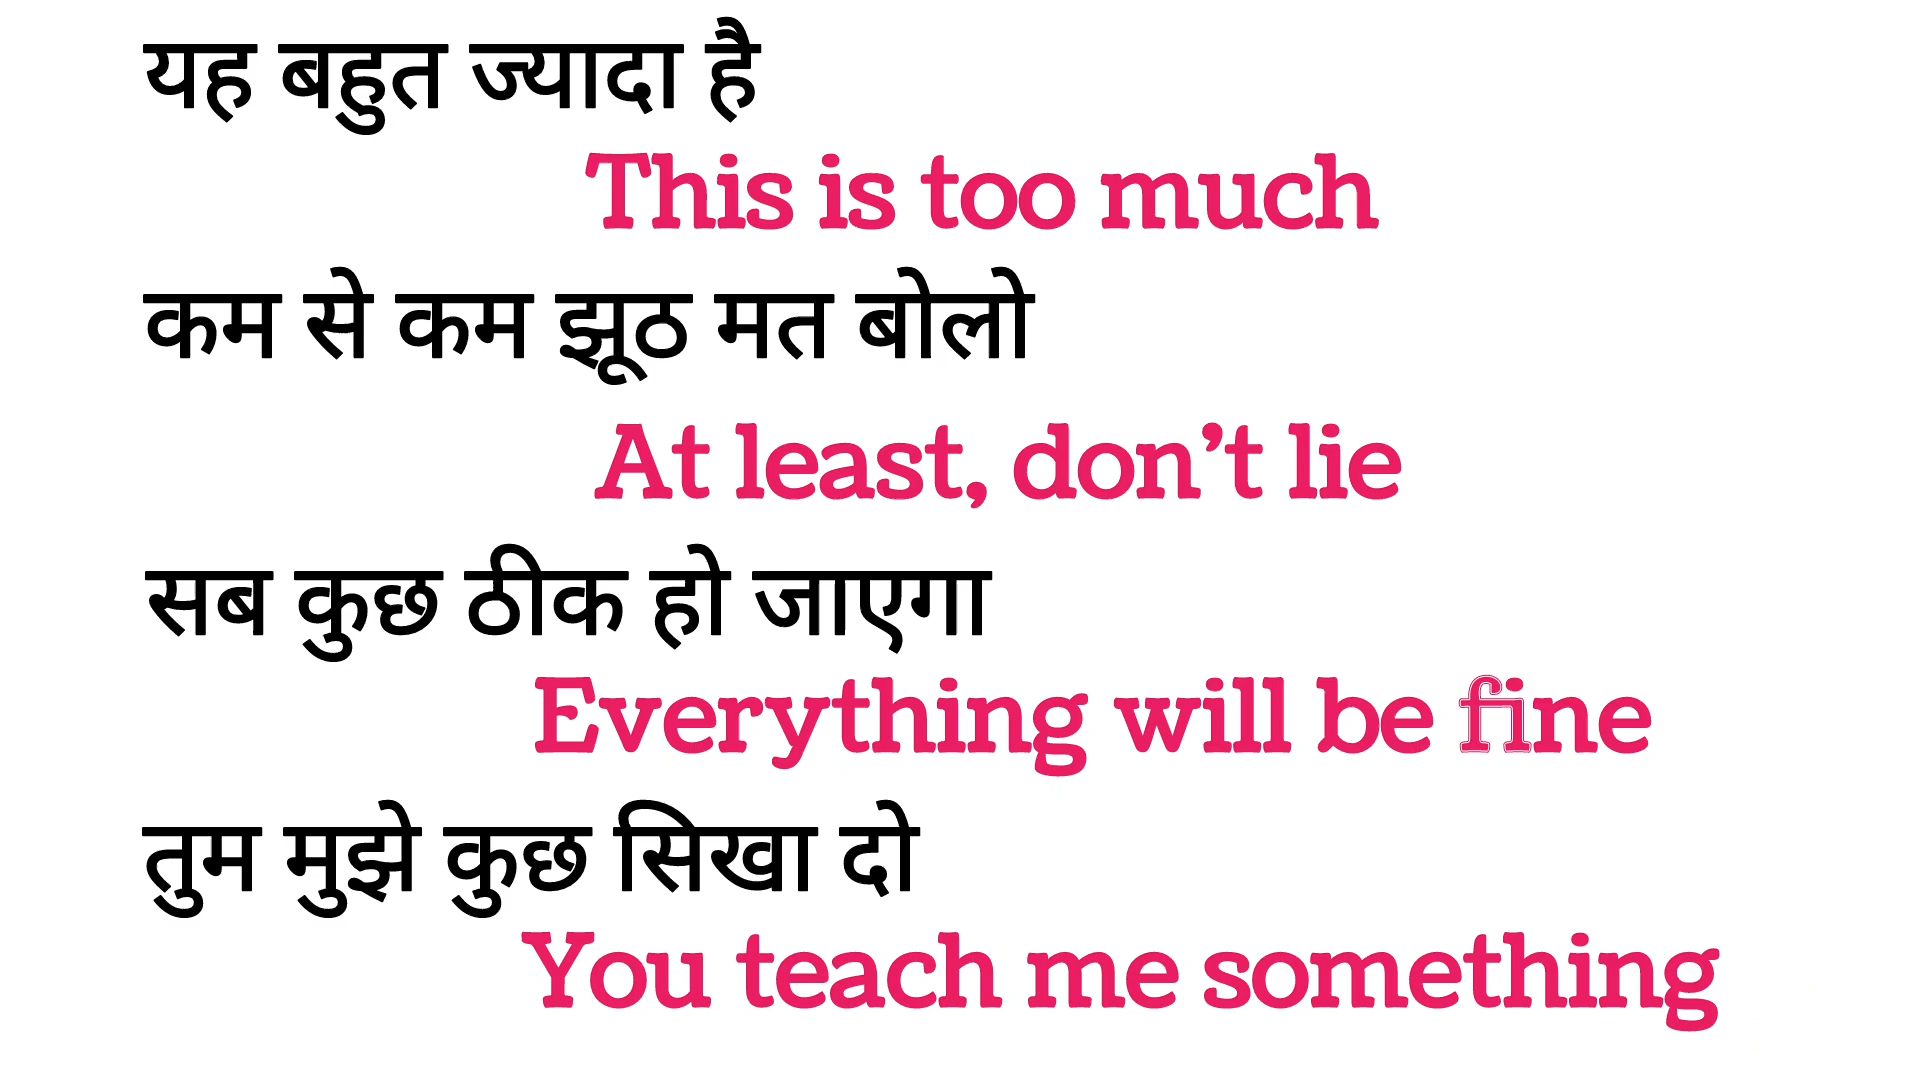 यह बहुत ज्यादा है
This is too much
कम से कम झूठ मत बोलो
At least, don’t lie
सब कुछ ठीक हो जाएगा
Everything will be fine
तुम मुझे कुछ सिखा दो
You teach me something